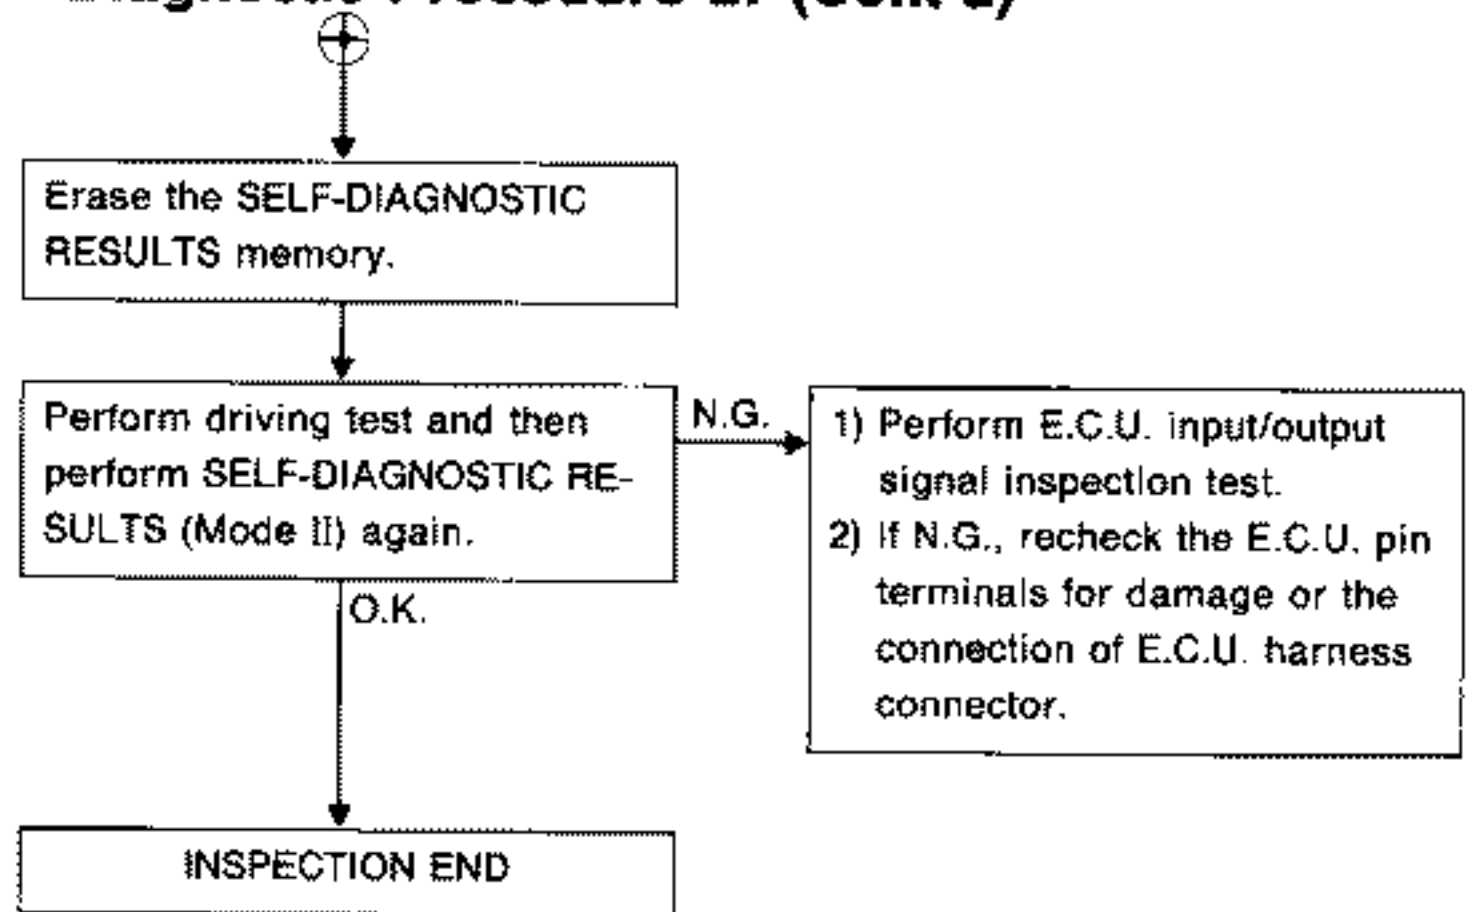 Procedure (Cont'd)
Erase the SELF-DIAGNOSTIC
RESULTS memory.
Perform driving test and then
perform SELF-DIAGNOSTIC RE-
SULTS (Mode II) again.
N.G.
1) Perform E.C.U. input/output
signal inspection test.
2) If N.G., recheck the E.C.U. pin
terminals for damage or the
connection of E.C.U. harness
connector.
O.K.
INSPECTION END